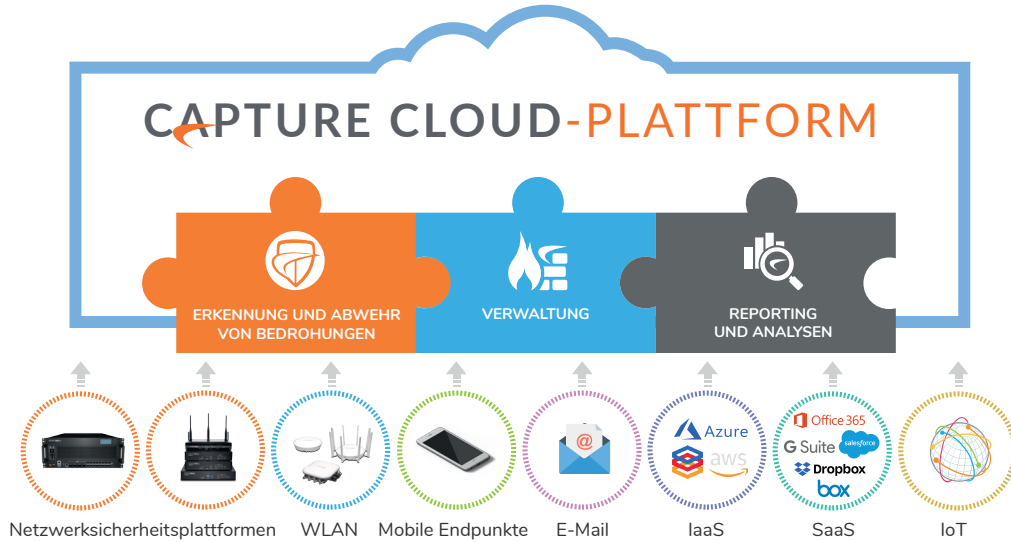 CAPTURE CLOUD-PLATTFORM
ERKENNUNG UND ABWEHR
VON BEDROHUNGEN
VERWALTUNG
REPORTING
UND ANALYSEN
@
Azure
aws
Office 365
G Suite
salesforce
Dropbox
box
Netzwerksicherheitsplattformen
WLAN
Mobile Endpunkte
E-Mail
IaaS
SaaS
IoT